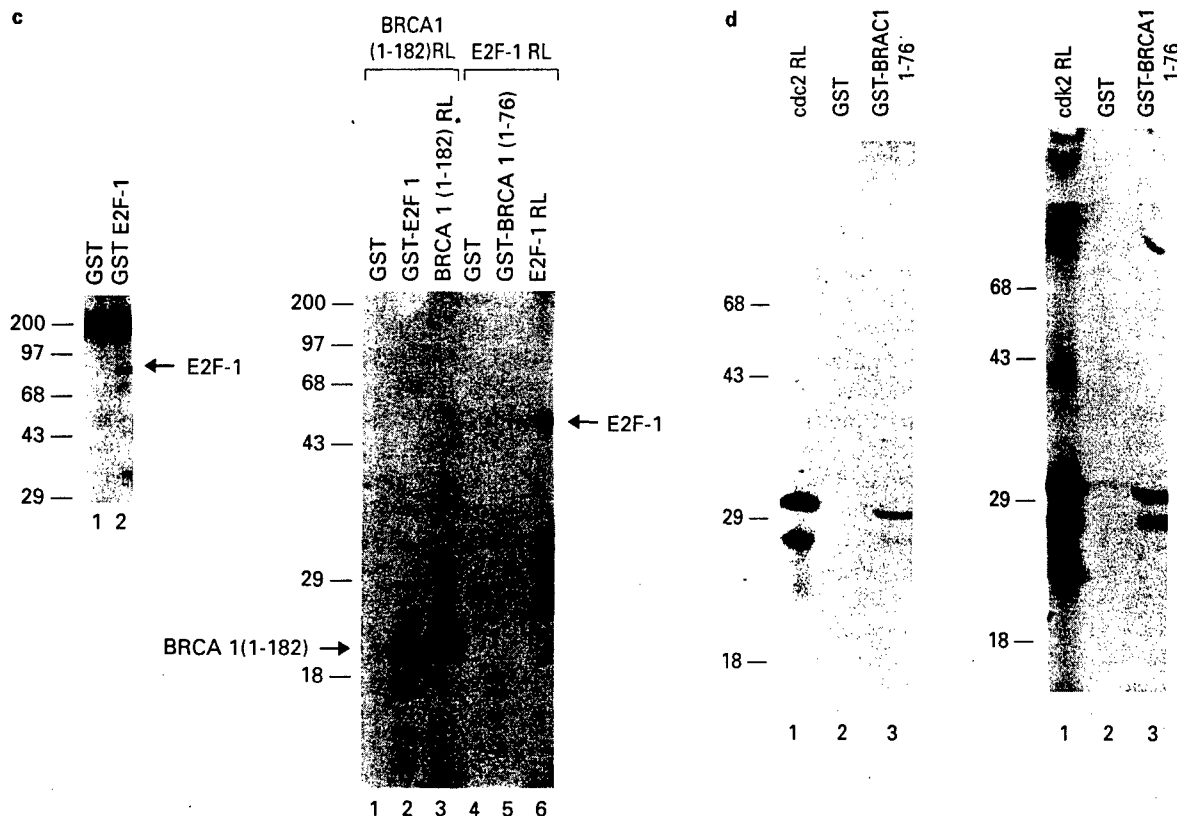 c
GST
GST E2F-1
200
97
68
43
29
E2F-1
1 2
BRCA1
(1-182)RL
E2F-1 RL
GST
GST-E2F 1
BRCA 1 (1-182) RL
GST
GST-BRCA 1 (1-76)
E2F-1 RL
200
97
68
43
29
18
E2F-1
BRCA 1(1-182)
1 2 3 4 5 6
d
cdc2 RL
GST
GST-BRAC1
1-76
68
43
29
18
1 2 3
cdk2 RL
GST
GST-BRCA1
1-76
68
43
29
18
1 2 3